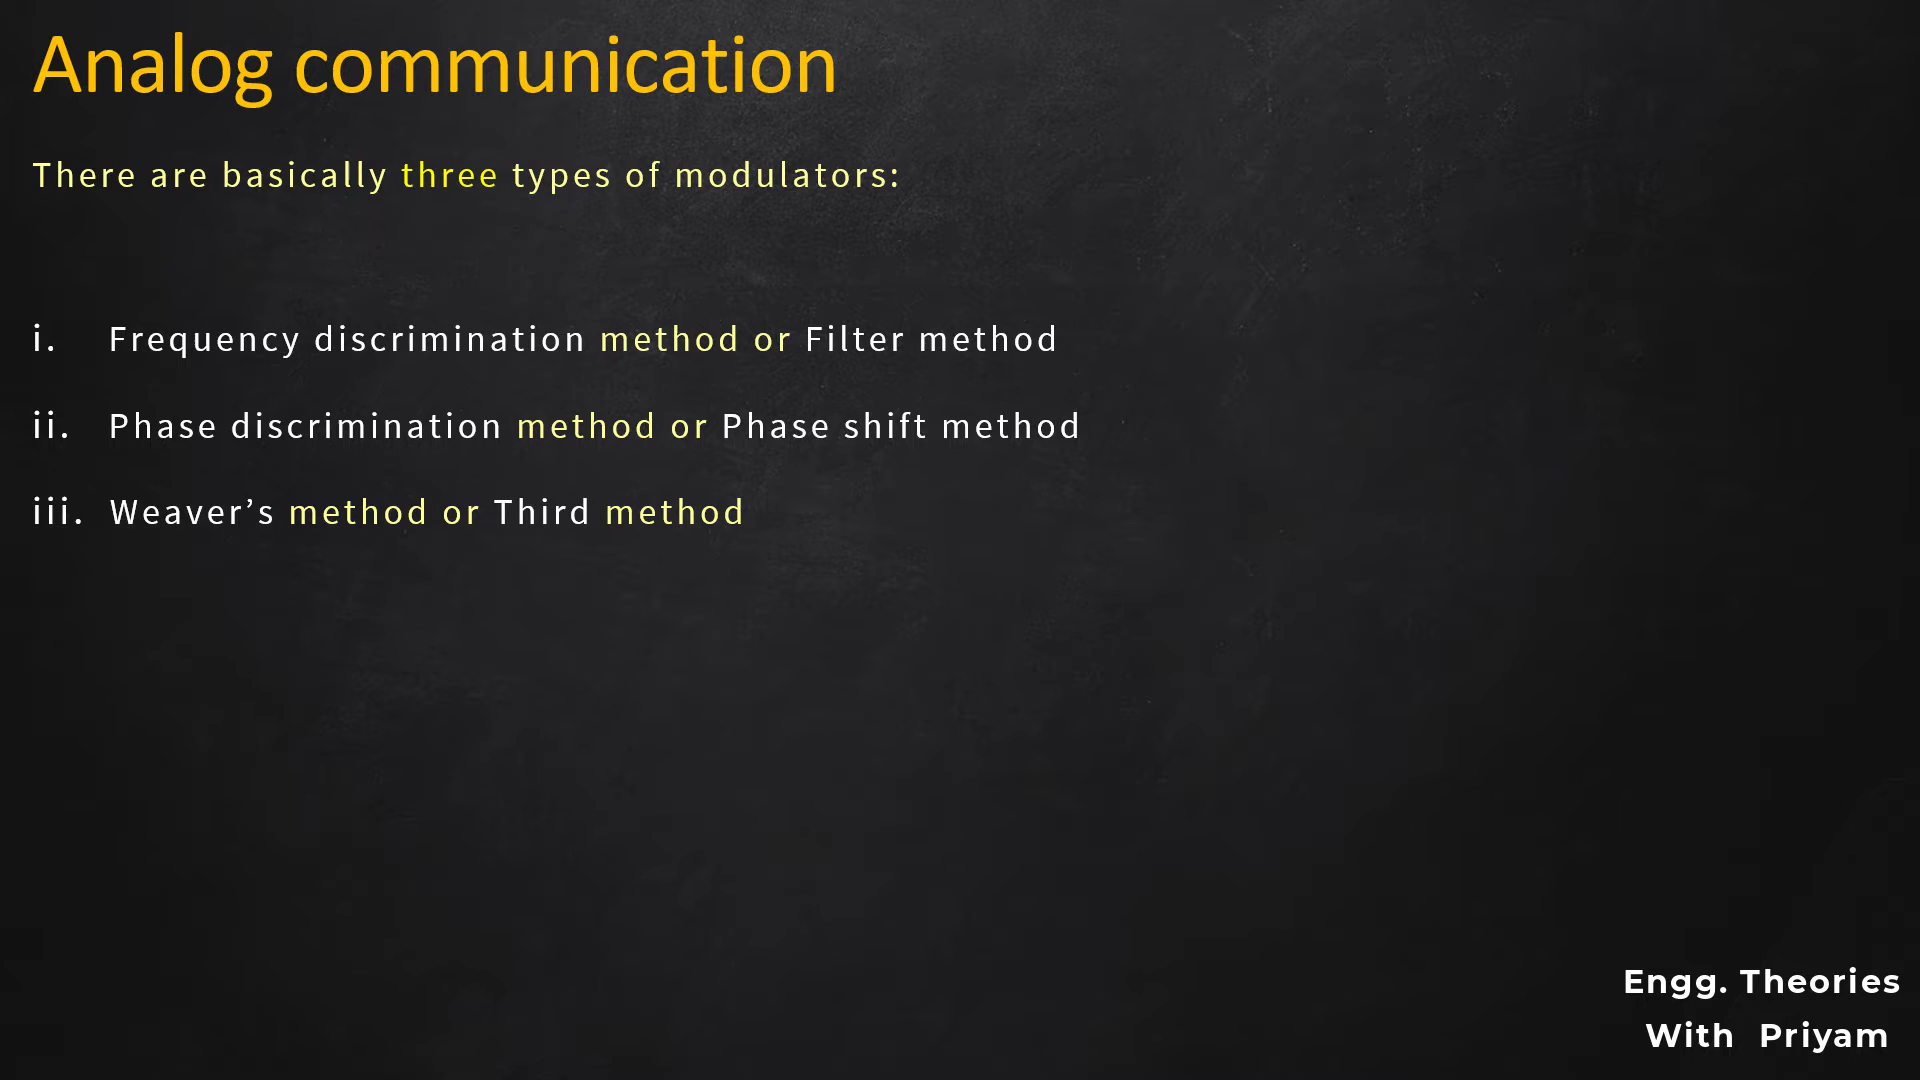 Analog communication
There are basically three types of modulators:
i. Frequency discrimination method or Filter method
ii. Phase discrimination method or Phase shift method
iii. Weaver’s method or Third method
Engg. Theories
With Priyam